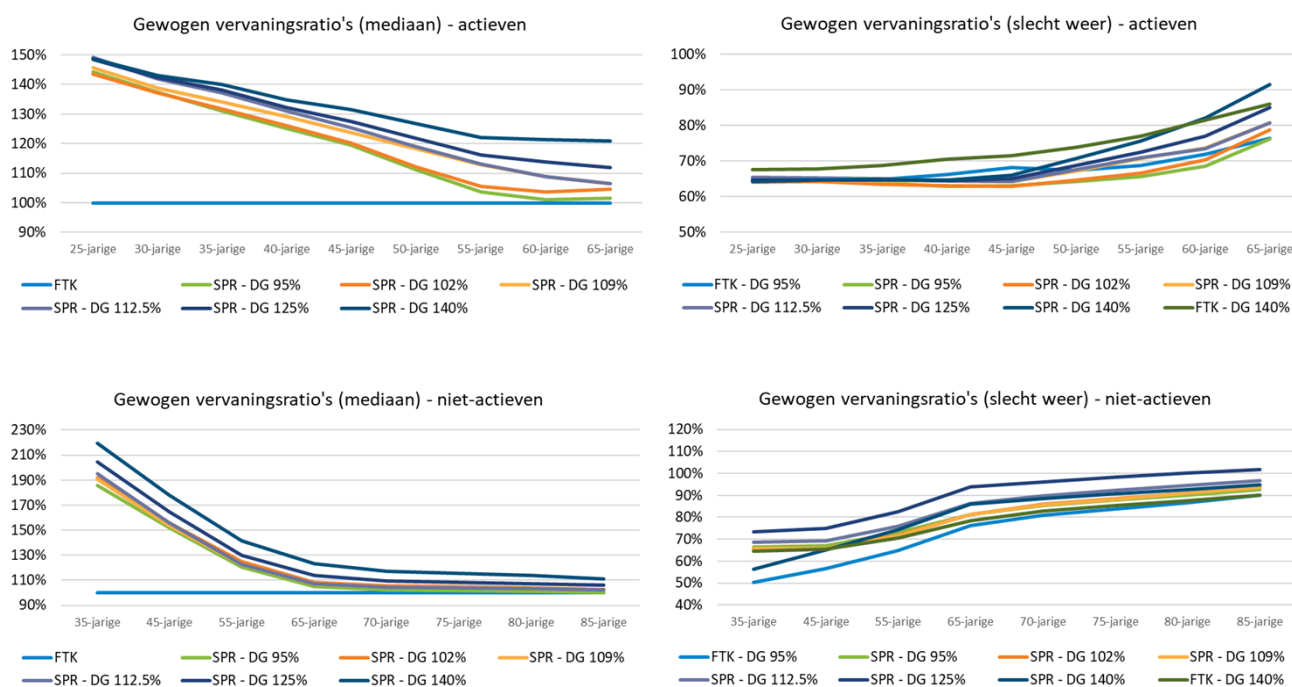 Gewogen vervaningsratio's (mediaan) - actieven
150%
140%
130%
120%
110%
100%
90%
25-jarige 30-jarige 35-jarige 40-jarige 45-jarige 50-jarige 55-jarige 60-jarige 65-jarige
FTK SPR - DG 95% SPR - DG 102% SPR - DG 109%
SPR - DG 112.5% SPR - DG 125% SPR - DG 140%
Gewogen vervaningsratio's (slecht weer) - actieven
100%
90%
80%
70%
60%
50%
25-jarige 30-jarige 35-jarige 40-jarige 45-jarige 50-jarige 55-jarige 60-jarige 65-jarige
FTK - DG 95% SPR - DG 95% SPR - DG 102% SPR - DG 109%
SPR - DG 112.5% SPR - DG 125% SPR - DG 140% FTK - DG 140%
Gewogen vervaningsratio's (mediaan) - niet-actieven
230%
210%
190%
170%
150%
130%
110%
90%
35-jarige 45-jarige 55-jarige 65-jarige 70-jarige 75-jarige 80-jarige 85-jarige
FTK SPR - DG 95% SPR - DG 102% SPR - DG 109%
SPR - DG 112.5% SPR - DG 125% SPR - DG 140%
Gewogen vervaningsratio's (slecht weer) - niet-actieven
120%
110%
100%
90%
80%
70%
60%
50%
40%
35-jarige 45-jarige 55-jarige 65-jarige 70-jarige 75-jarige 80-jarige 85-jarige
FTK - DG 95% SPR - DG 95% SPR - DG 102% SPR - DG 109%
SPR - DG 112.5% SPR - DG 125% SPR - DG 140% FTK - DG 140%